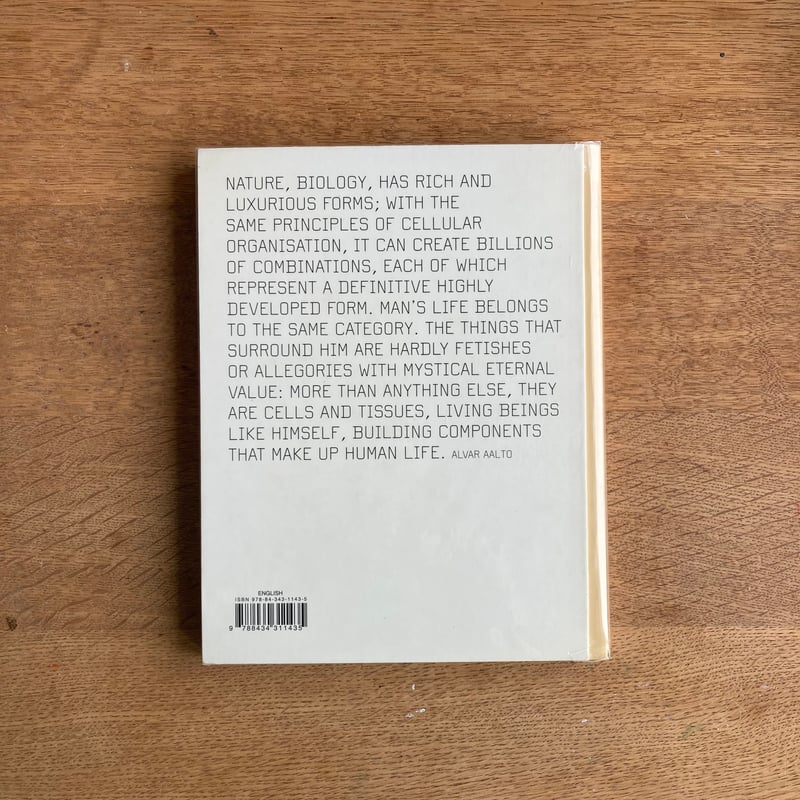 NATURE, BIOLOGY, HAS RICH AND
LUXURIOUS FORMS; WITH THE
SAME PRINCIPLES OF CELLULAR
ORGANISATION, IT CAN CREATE BILLIONS
OF COMBINATIONS, EACH OF WHICH
REPRESENT A DEFINITIVE HIGHLY
DEVELOPED FORM. MAN'S LIFE BELONGS
TO THE SAME CATEGORY. THE THINGS THAT
SURROUND HIM ARE HARDLY FETISHES
OR ALLEGORIES WITH MYSTICAL ETERNAL
VALUE: MORE THAN ANYTHING ELSE, THEY
ARE CELLS AND TISSUES, LIVING BEINGS
LIKE HIMSELF, BUILDING COMPONENTS
THAT MAKE UP HUMAN LIFE. ALVAR AALTO
ENGLISH
ISBN 978-84-343-1143-5
9 788434 311435